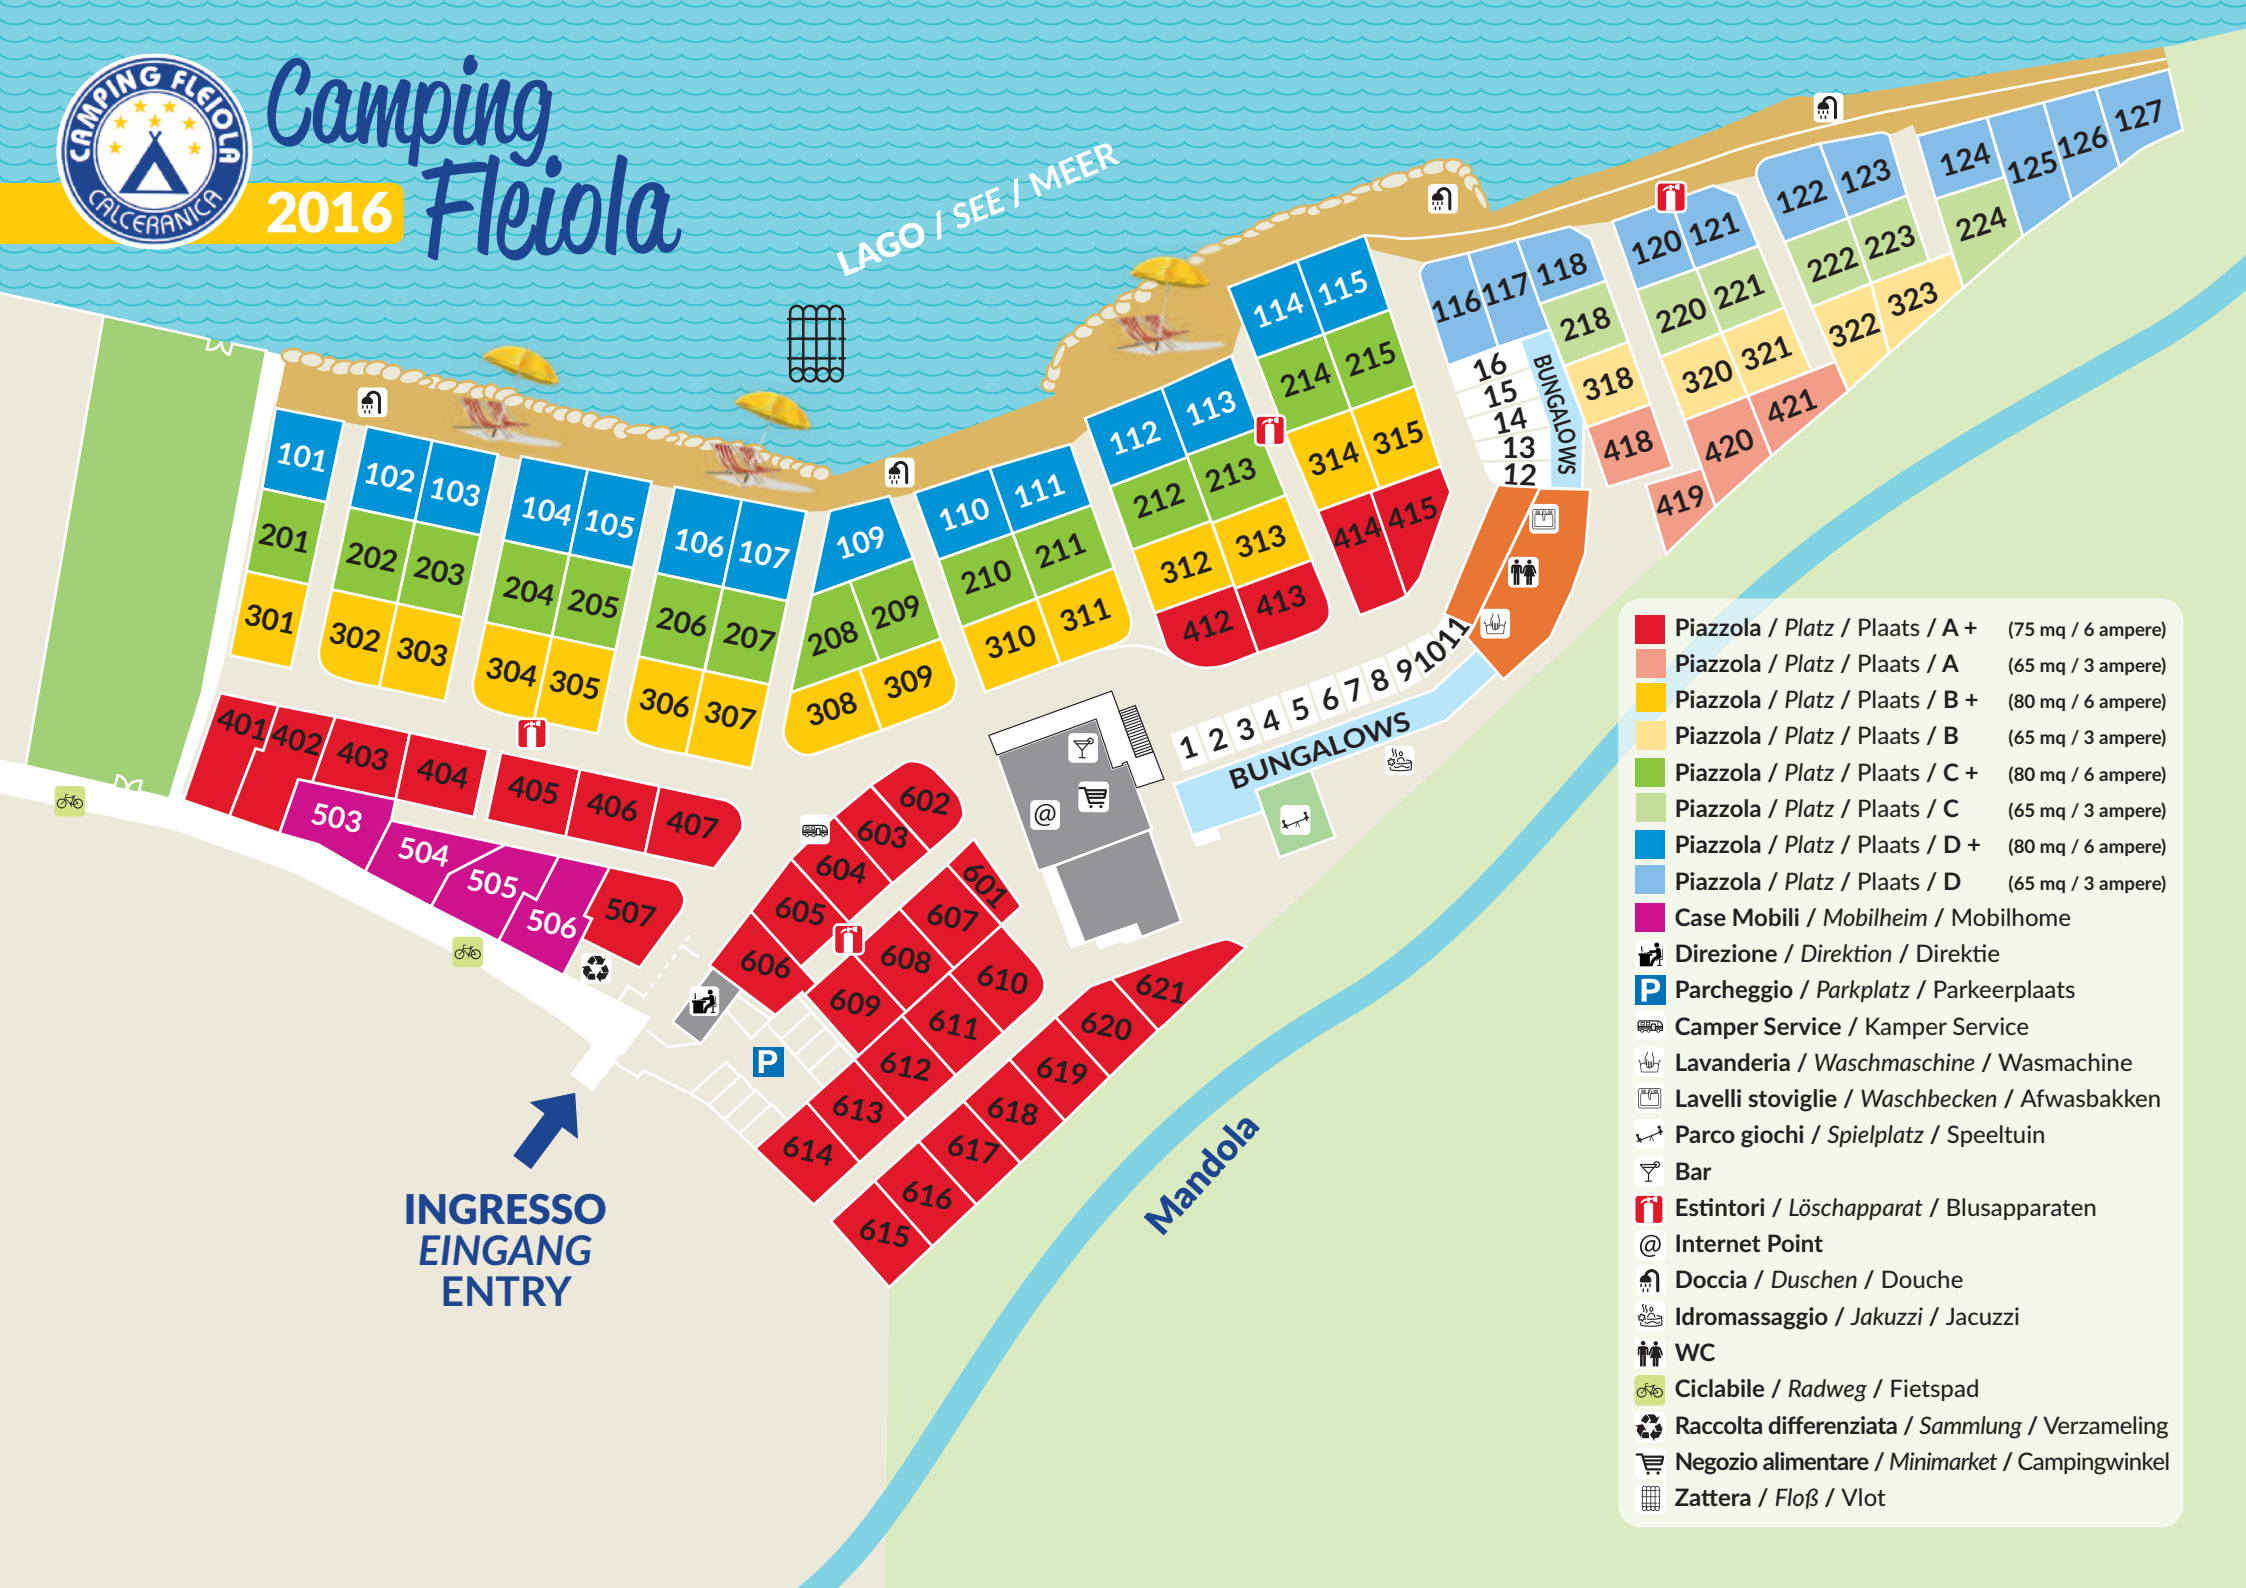 CAMPING FLEIOLA
CALCERANICA
2016
Camping
Fleiola
LAGO / SEE / MEER
101
102 103
104 105
106 107
109
110 111
112 113
114 115
116 117 118
120 121
122 123
124 125 126 127
201
202 203
204 205
206 207
208 209
210 211
212 213
214 215
218
220 221
222 223
224
301
302 303
304 305
306 307
308 309
310 311
312 313
314 315
318
320 321
322 323
401 402 403 404
405 406 407
412 413
414 415
418
419 420 421
503
504
505
506
507
16
15
14
13
12
BUNGALOWS
1 2 3 4 5 6 7 8 9 10 11
BUNGALOWS
@
601
602
603
604
605
606
607
608
609
610
611
612
613
614
615
616
617
618
619
620
621
P
INGRESSO
EINGANG
ENTRY
Mandola
Piazzola / Platz / Plaats / A + (75 mq / 6 ampere)
Piazzola / Platz / Plaats / A (65 mq / 3 ampere)
Piazzola / Platz / Plaats / B + (80 mq / 6 ampere)
Piazzola / Platz / Plaats / B (65 mq / 3 ampere)
Piazzola / Platz / Plaats / C + (80 mq / 6 ampere)
Piazzola / Platz / Plaats / C (65 mq / 3 ampere)
Piazzola / Platz / Plaats / D + (80 mq / 6 ampere)
Piazzola / Platz / Plaats / D (65 mq / 3 ampere)
Case Mobili / Mobilheim / Mobilhome
Direzione / Direktion / Direktie
P Parcheggio / Parkplatz / Parkeerplaats
Camper Service / Kamper Service
Lavanderia / Waschmaschine / Wasmachine
Lavelli stoviglie / Waschbecken / Afwasbakken
Parco giochi / Spielplatz / Speeltuin
Bar
Estintori / Löschapparat / Blusapparaten
@ Internet Point
Doccia / Duschen / Douche
Idromassaggio / Jakuzzi / Jacuzzi
WC
Ciclabile / Radweg / Fietspad
Raccolta differenziata / Sammlung / Verzameling
Negozio alimentare / Minimarket / Campingwinkel
Zattera / Floß / Vlot